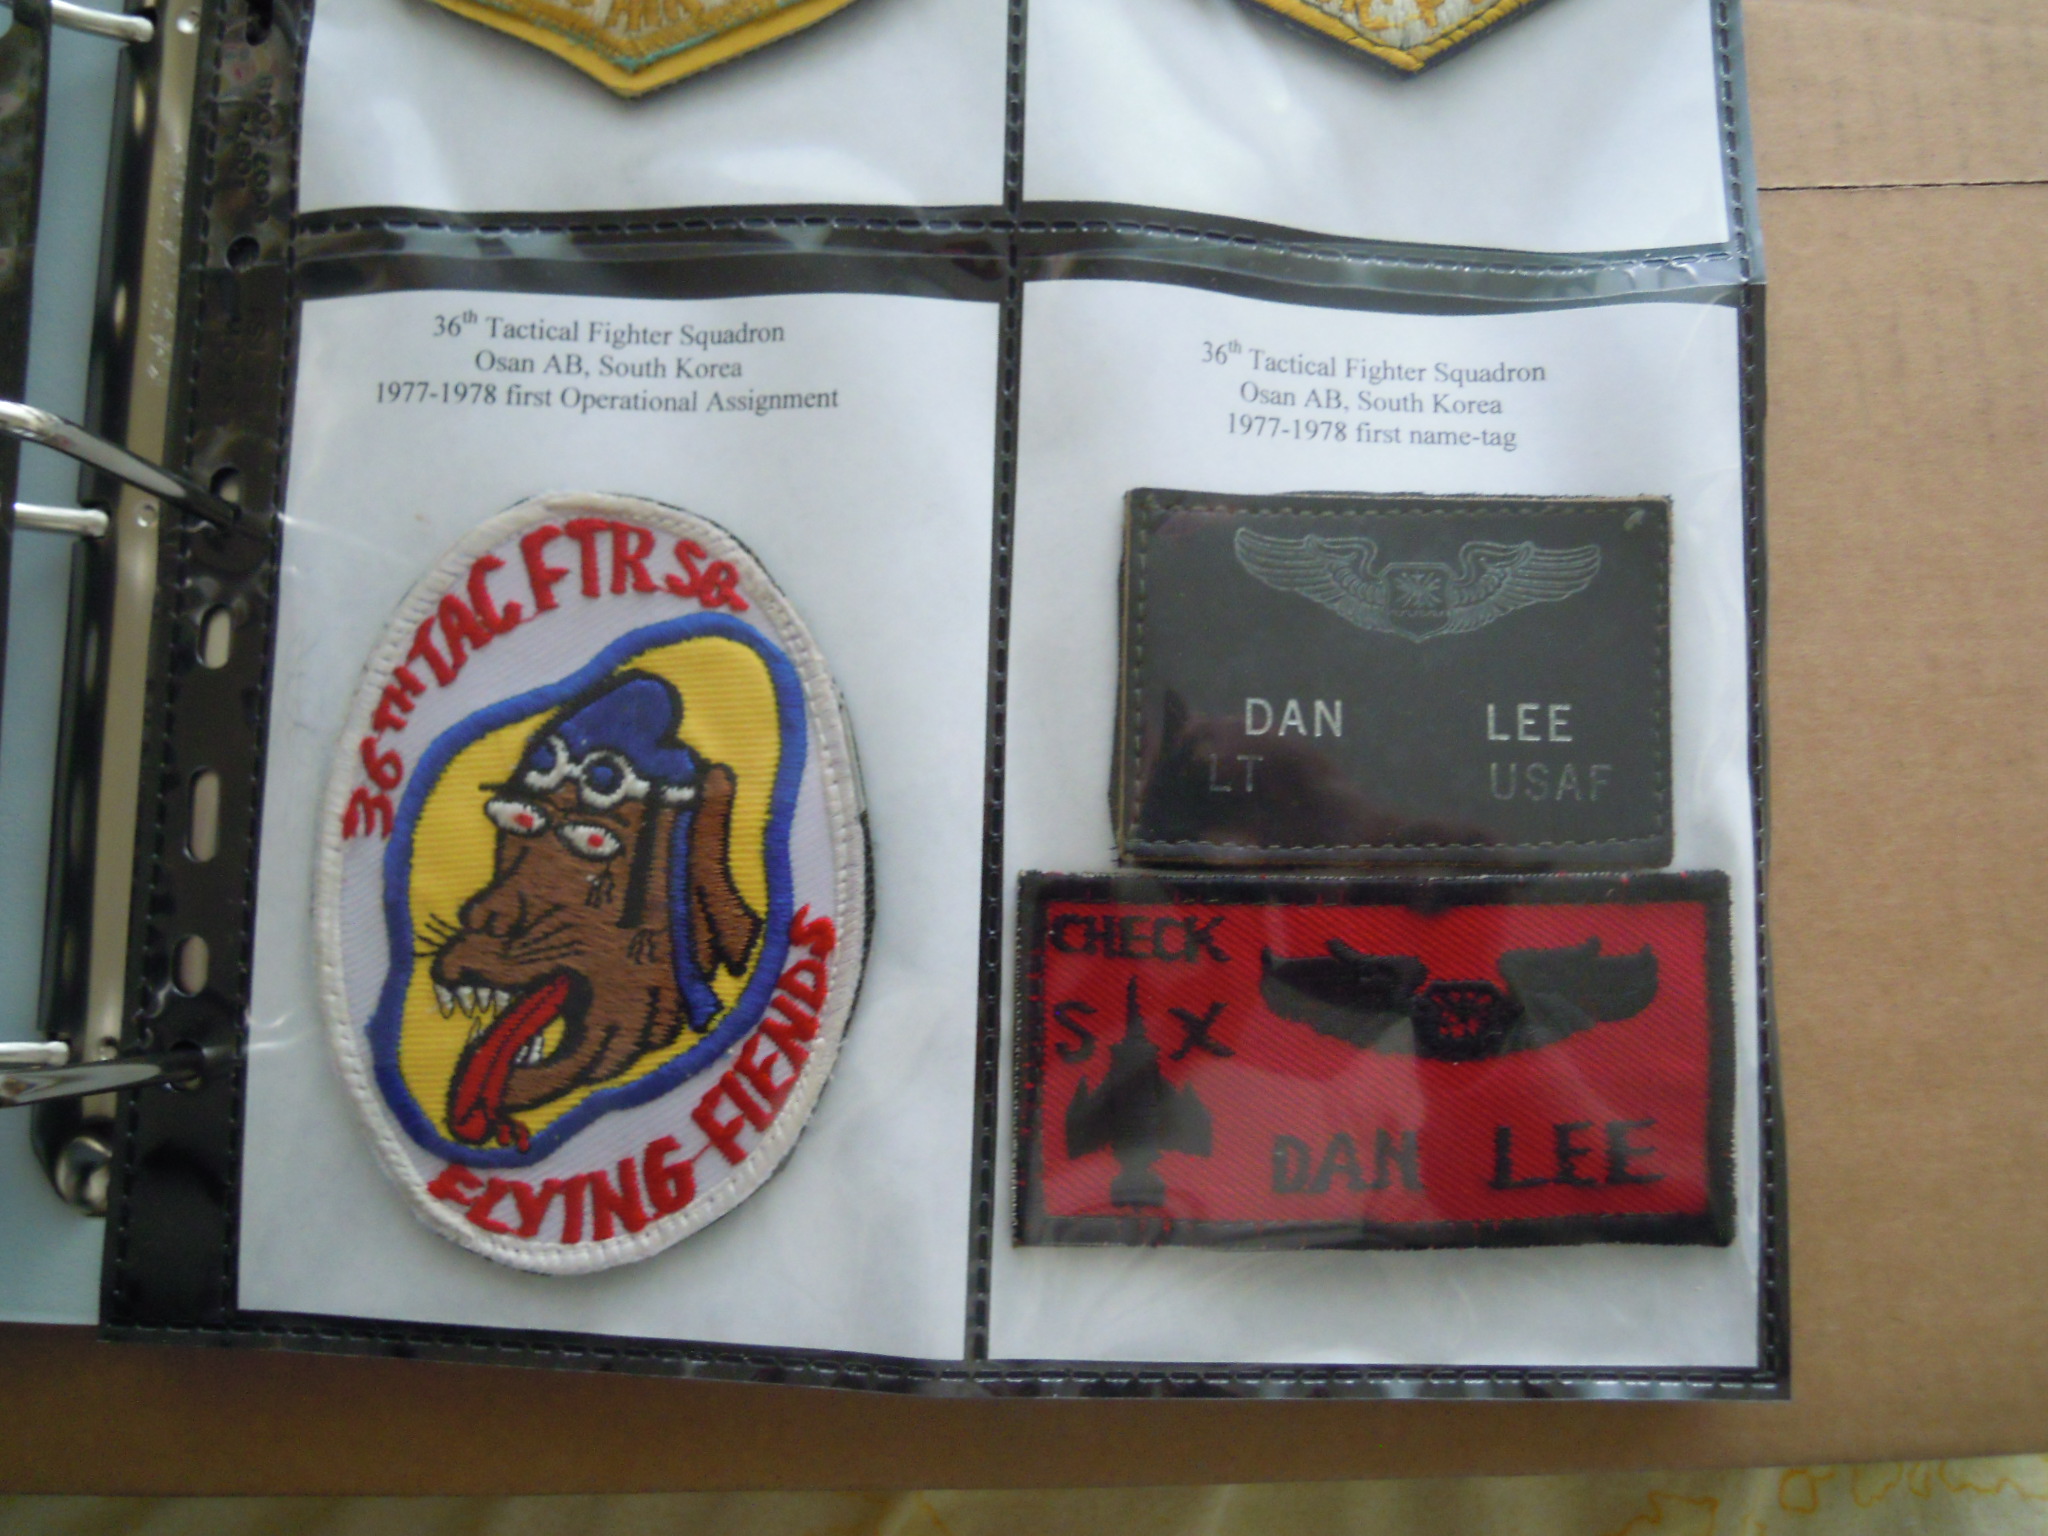 36th Tactical Fighter Squadron
Osan AB, South Korea
1977-1978 first Operational Assignment
36TH TAC FTR SQ
FLYING-FIENDS
36th Tactical Fighter Squadron
Osan AB, South Korea
1977-1978 first name-tag
DAN LEE
LT USAF
CHECK
S X
DAN LEE